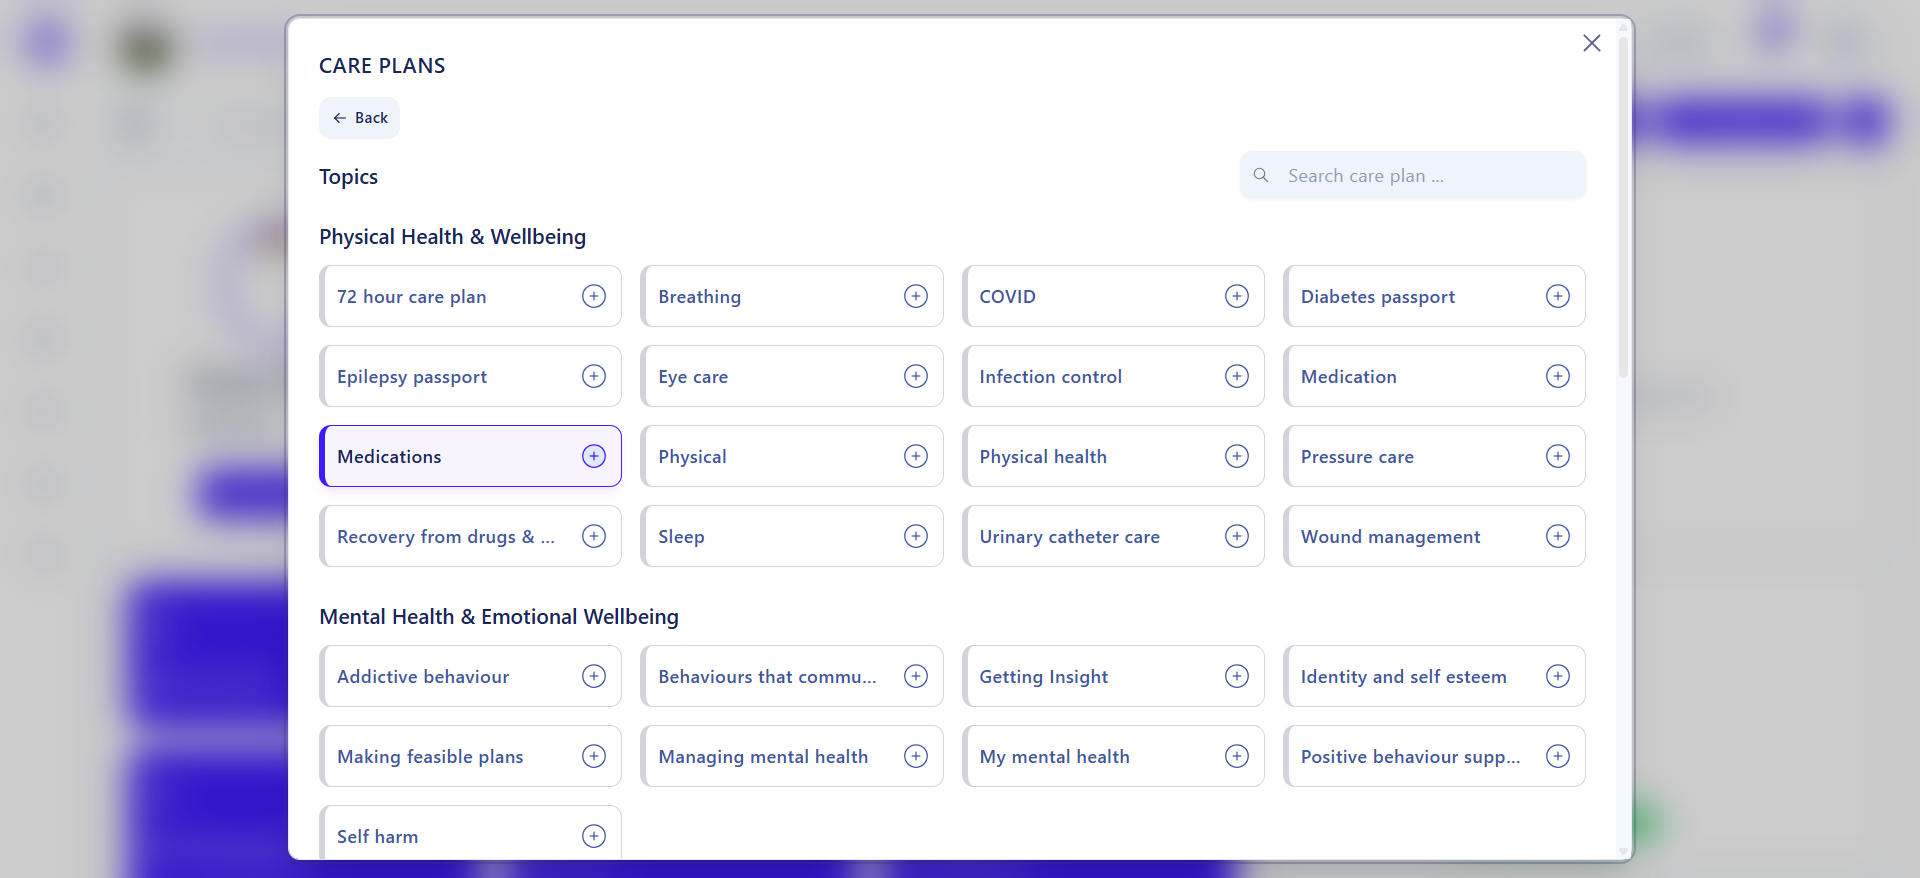 CARE PLANS
Back
Topics
Search care plan ...
Physical Health & Wellbeing
72 hour care plan
Breathing
COVID
Diabetes passport
Epilepsy passport
Eye care
Infection control
Medication
Medications
Physical
Physical health
Pressure care
Recovery from drugs & ...
Sleep
Urinary catheter care
Wound management
Mental Health & Emotional Wellbeing
Addictive behaviour
Behaviours that commu...
Getting Insight
Identity and self esteem
Making feasible plans
Managing mental health
My mental health
Positive behaviour supp...
Self harm